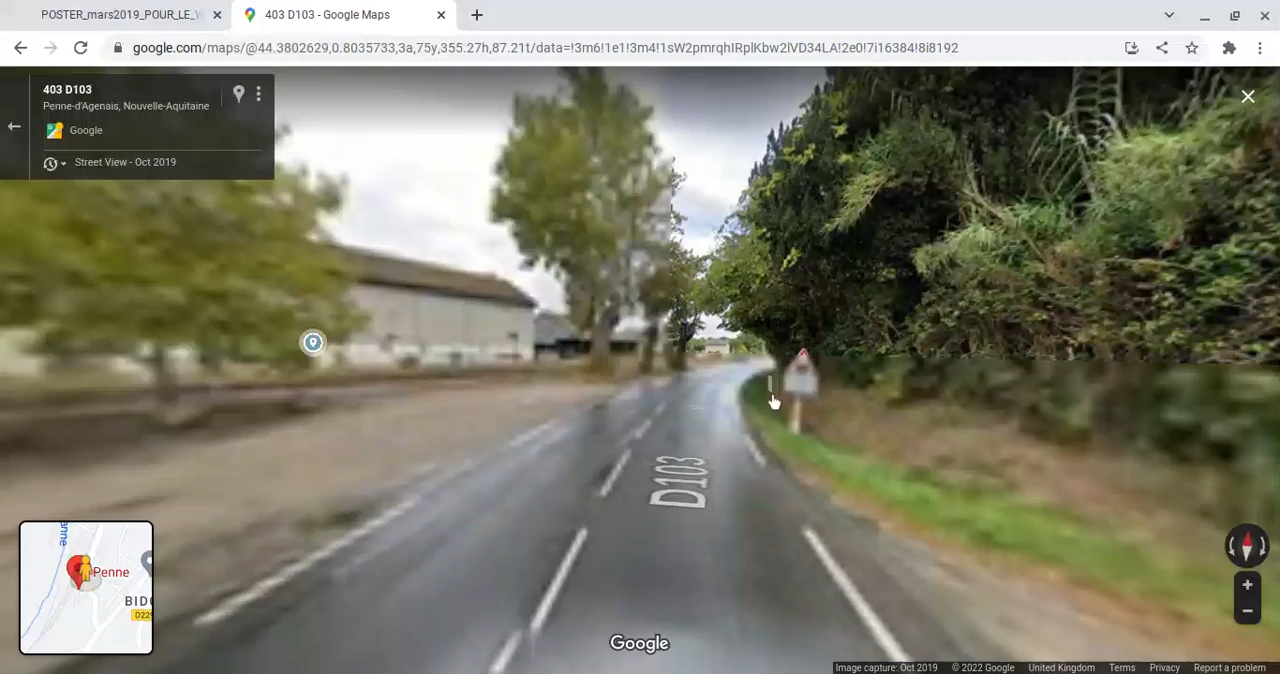 POSTER_mars2019_POUR_LE_
403 D103 - Google Maps
google.com/maps/@44.3802629,0.8035733,3a,75y,355.27h,87.21t/data=!3m6!1e1!3m4!1sW2pmrqhIRplKbw2lVD34LA!2e0!7i16384!8i8192
403 D103
Penne-d'Agenais, Nouvelle-Aquitaine
Google
Street View - Oct 2019
D103
Penne
BID
D22
Google
Image capture: Oct 2019 © 2022 Google United Kingdom Terms Privacy Report a problem